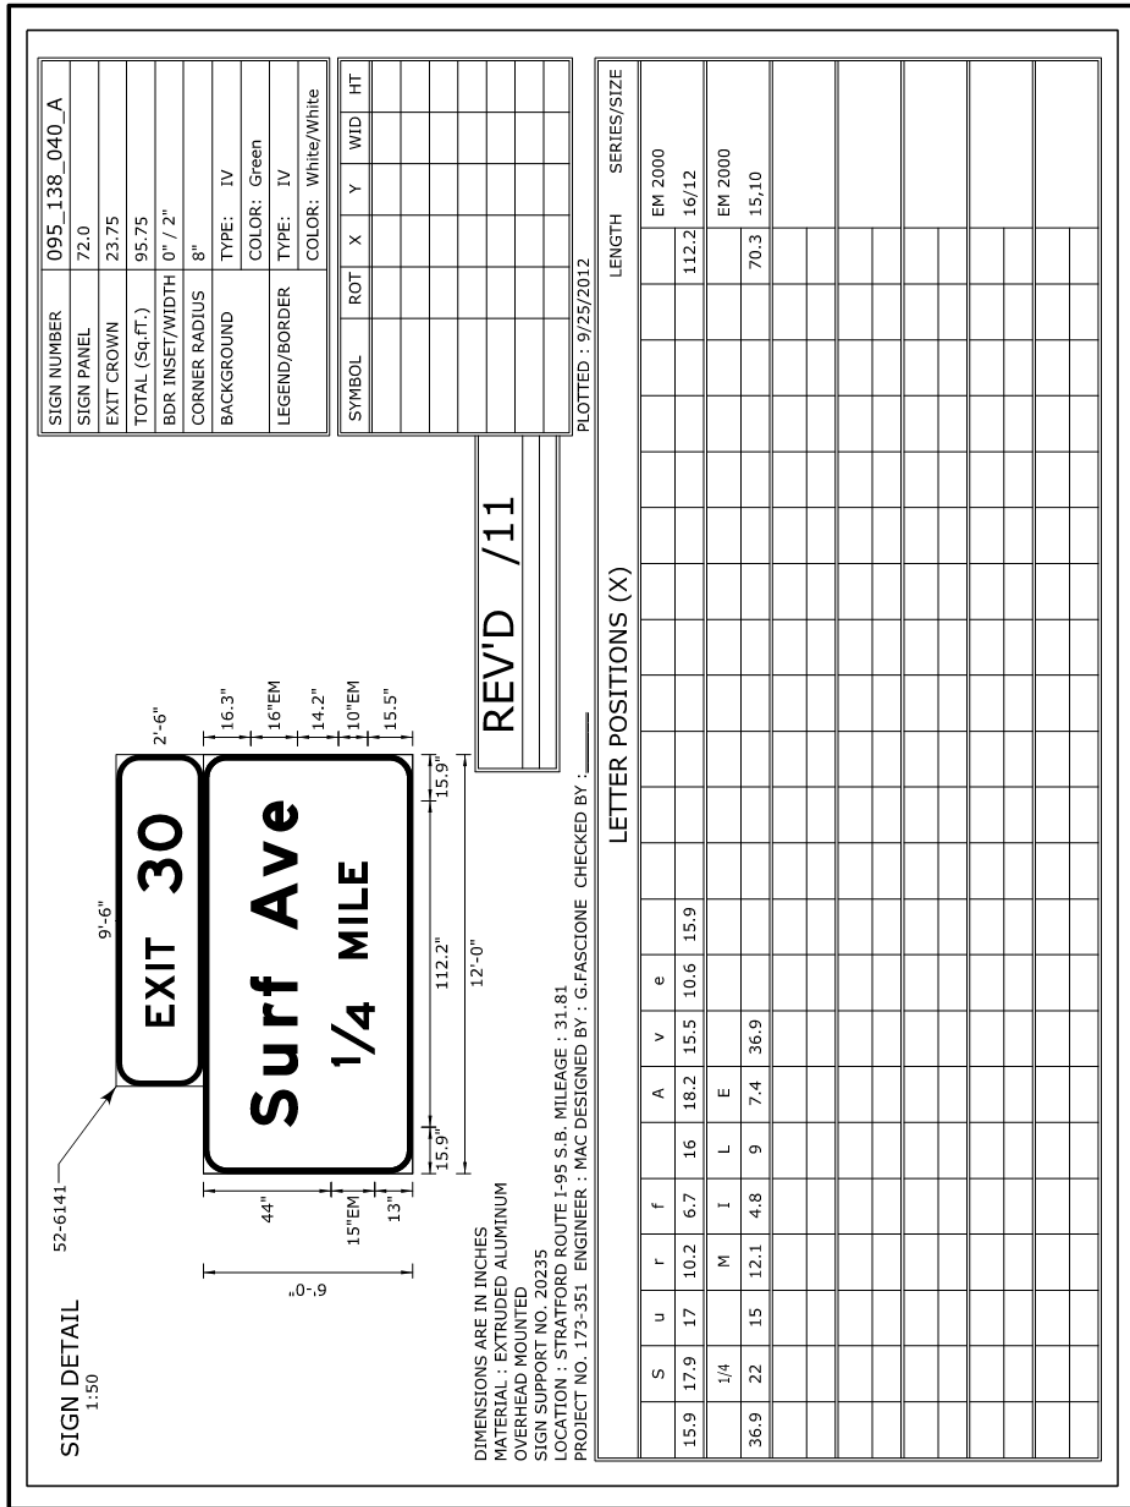 SIGN DETAIL
1:50
52-6141
9'-6"
2'-6"
EXIT 30
Surf Ave
1/4 MILE
44"
15"EM
13"
6'-0"
16.3"
16"EM
14.2"
10"EM
15.5"
15.9" 112.2" 15.9"
12'-0"
SIGN NUMBER 095_138_040_A
SIGN PANEL 72.0
EXIT CROWN 23.75
TOTAL (Sq.fT.) 95.75
BDR INSET/WIDTH 0" / 2"
CORNER RADIUS 8"
BACKGROUND TYPE: IV
COLOR: Green
LEGEND/BORDER TYPE: IV
COLOR: White/White
SYMBOL ROT X Y WID HT
REV'D /11
DIMENSIONS ARE IN INCHES
MATERIAL : EXTRUDED ALUMINUM
OVERHEAD MOUNTED
SIGN SUPPORT NO. 20235
LOCATION : STRATFORD ROUTE I-95 S.B. MILEAGE : 31.81
PROJECT NO. 173-351 ENGINEER : MAC DESIGNED BY : G.FASCIONE CHECKED BY :
PLOTTED : 9/25/2012
LETTER POSITIONS (X) LENGTH SERIES/SIZE
S u r f A v e EM 2000
15.9 17.9 17 10.2 6.7 16 18.2 15.5 10.6 15.9 112.2 16/12
1/4 M I L E EM 2000
36.9 22 15 12.1 4.8 9 7.4 36.9 70.3 15,10